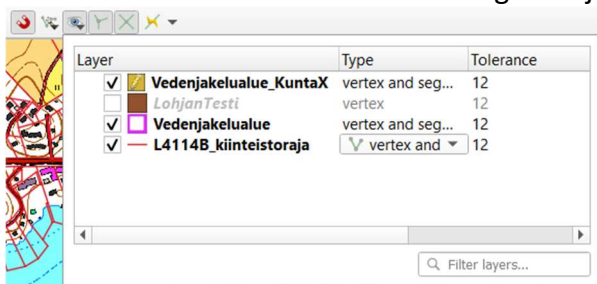 Layer Type Tolerance
Vedenjakelualue_KuntaX vertex and seg... 12
LohjanTesti vertex 12
Vedenjakelualue vertex and seg... 12
L4114B_kiinteistoraja vertex and 12
Filter layers...